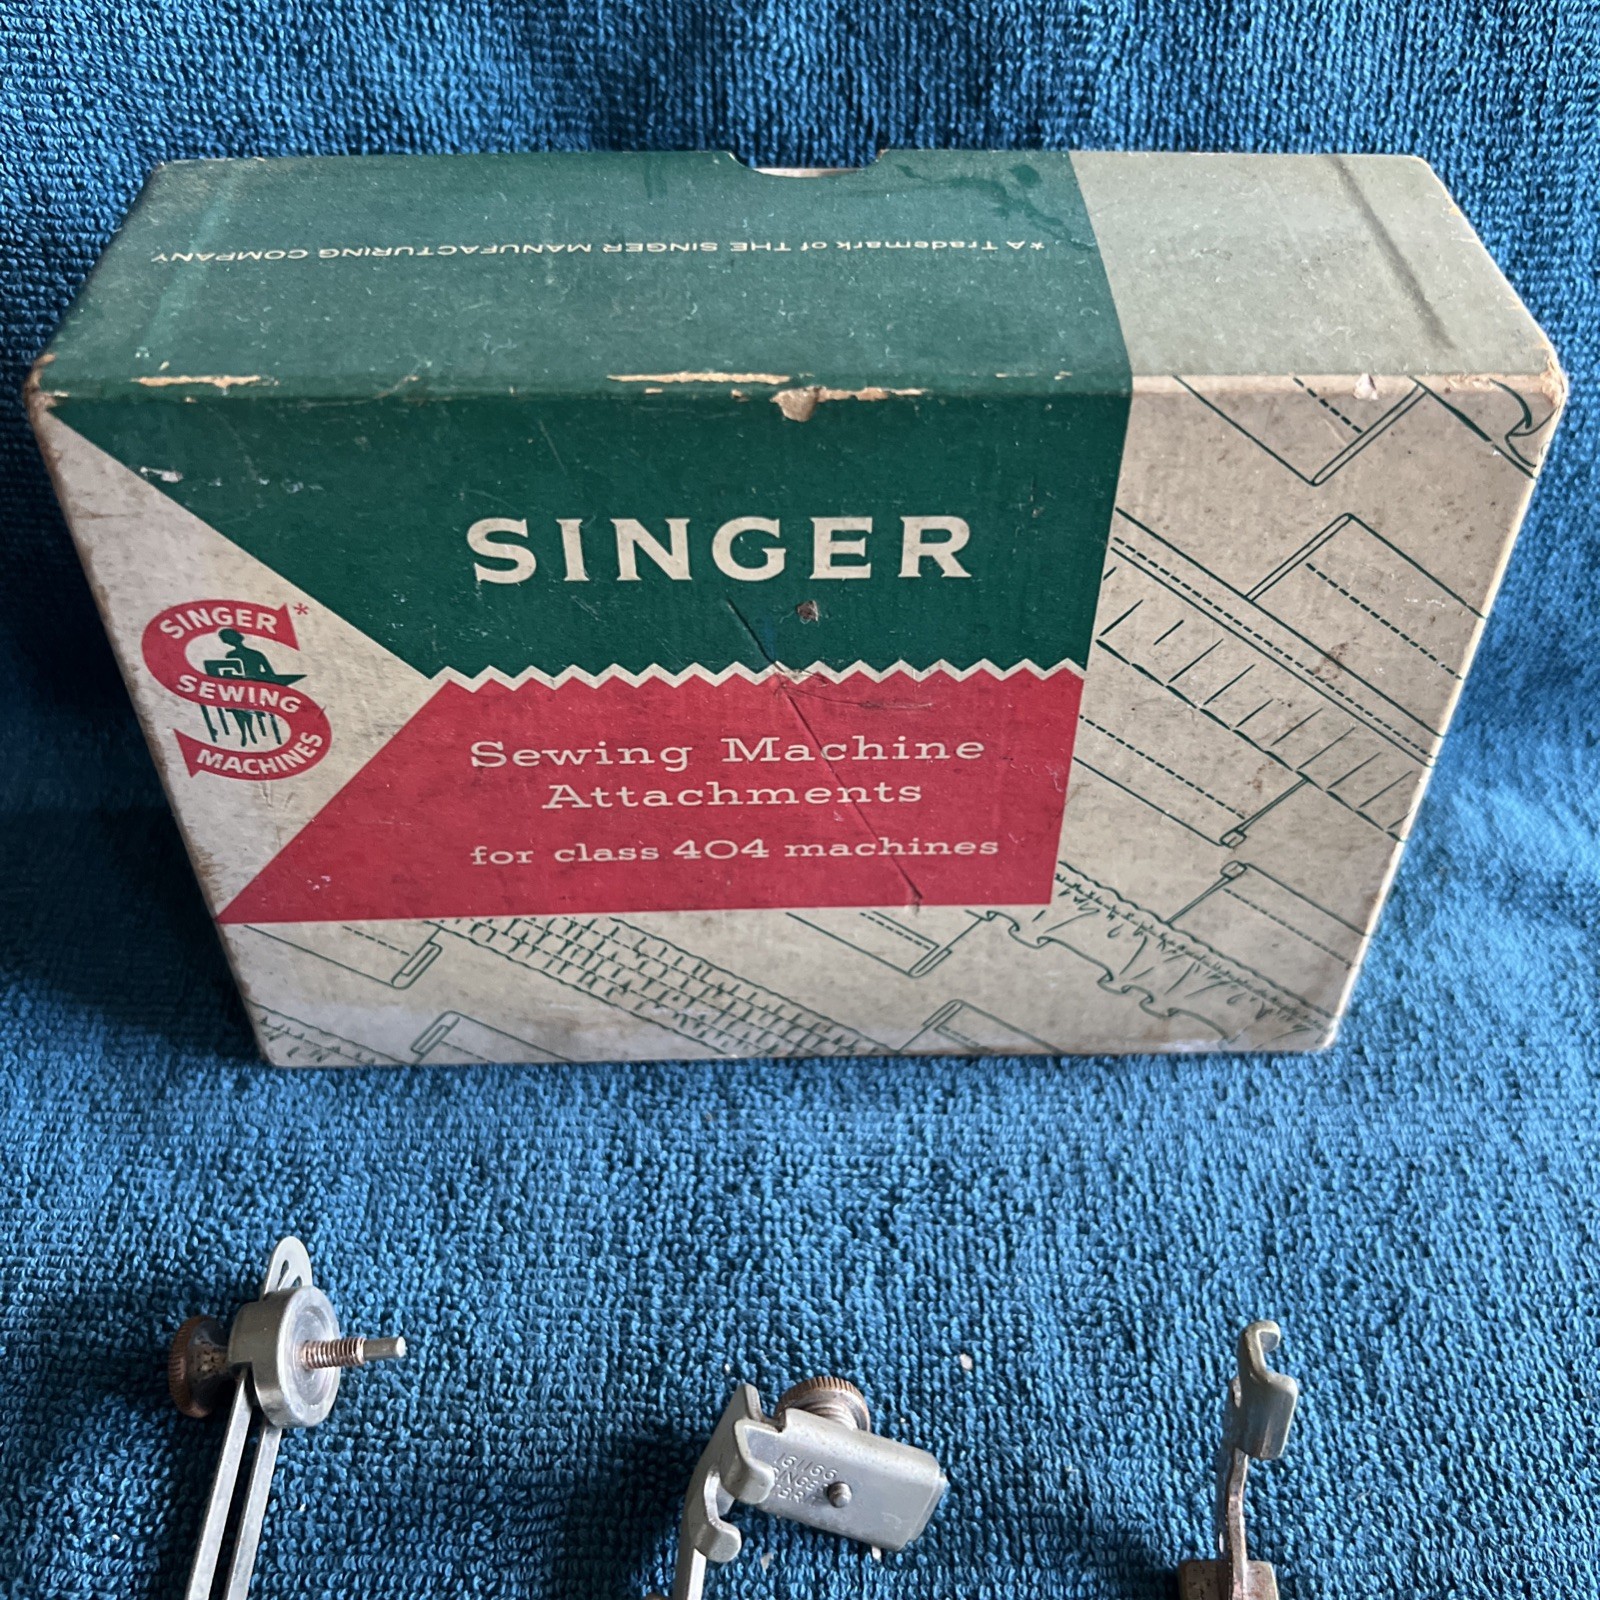 *A Trademark of THE SINGER MANUFACTURING COMPANY
SINGER
SINGER*
SEWING
MACHINES
Sewing Machine
Attachments
for class 404 machines